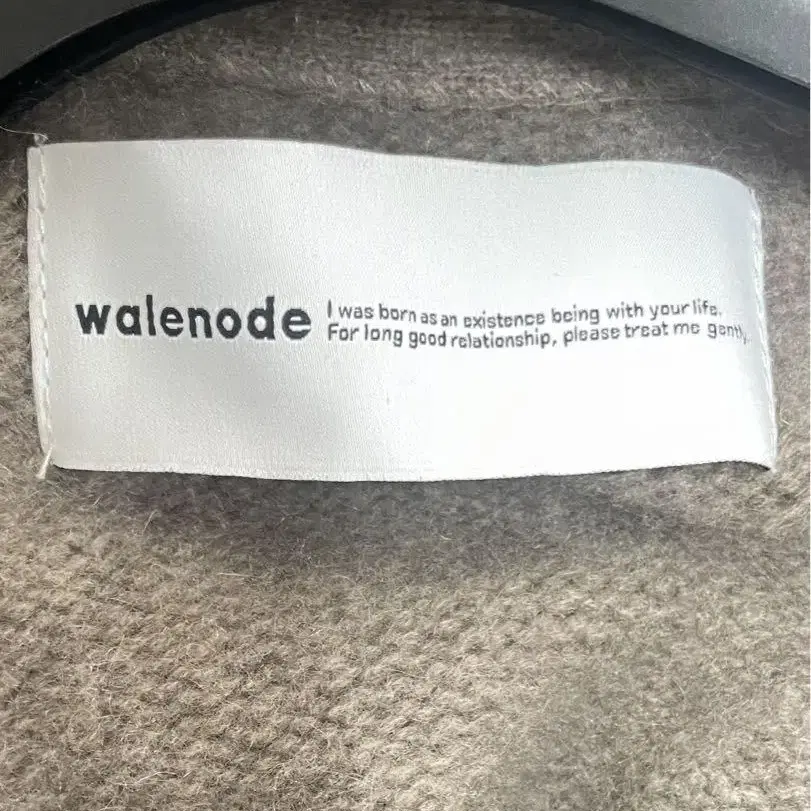 walenode
I was born as an existence being with your life.
For long good relationship, please treat me gently.